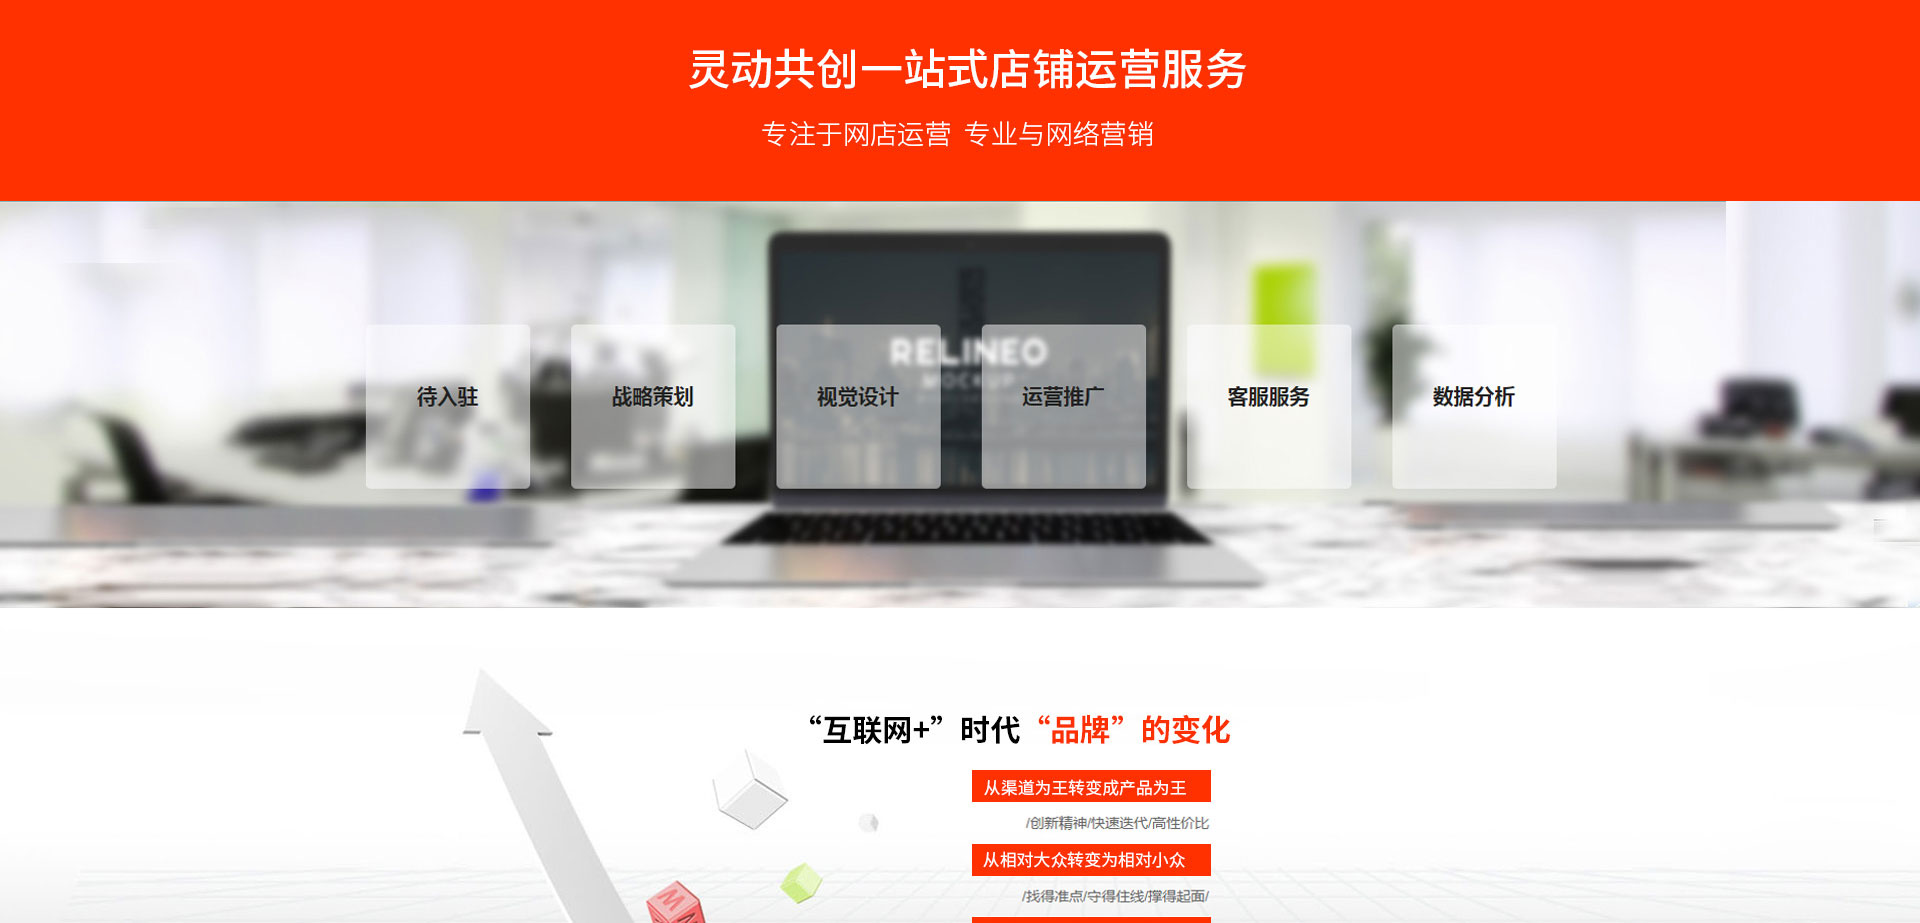 灵动共创一站式店铺运营服务
专注于网店运营 专业与网络营销
RELINEO
MOCKUP
待入驻
战略策划
视觉设计
运营推广
客服服务
数据分析
“互联网+”时代“品牌”的变化
从渠道为王转变成产品为王
/创新精神/快速迭代/高性价比
从相对大众转变为相对小众
/找得准点/守得住线/撑得起面/